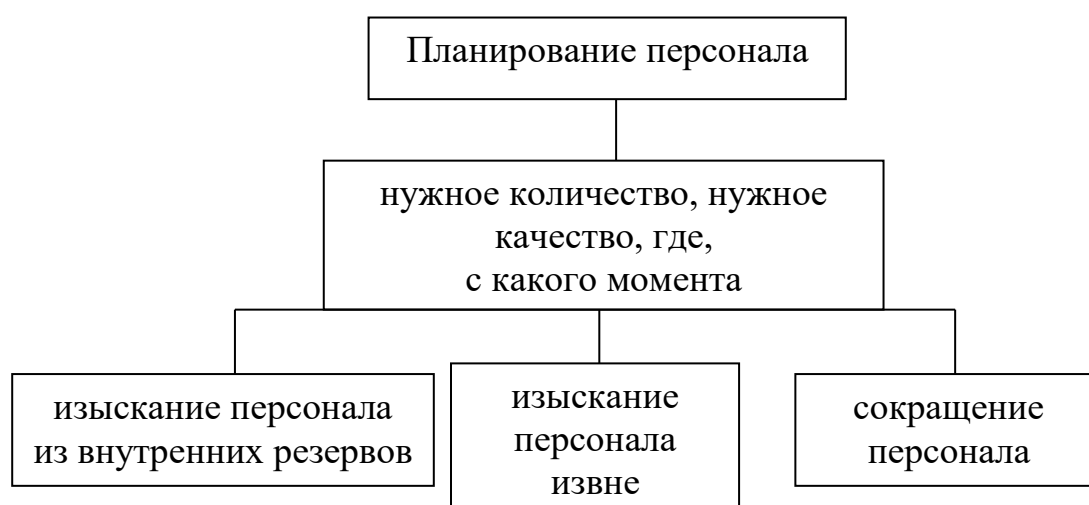 Планирование персонала
нужное количество, нужное
качество, где,
с какого момента
изыскание персонала
из внутренних резервов
изыскание
персонала
извне
сокращение
персонала